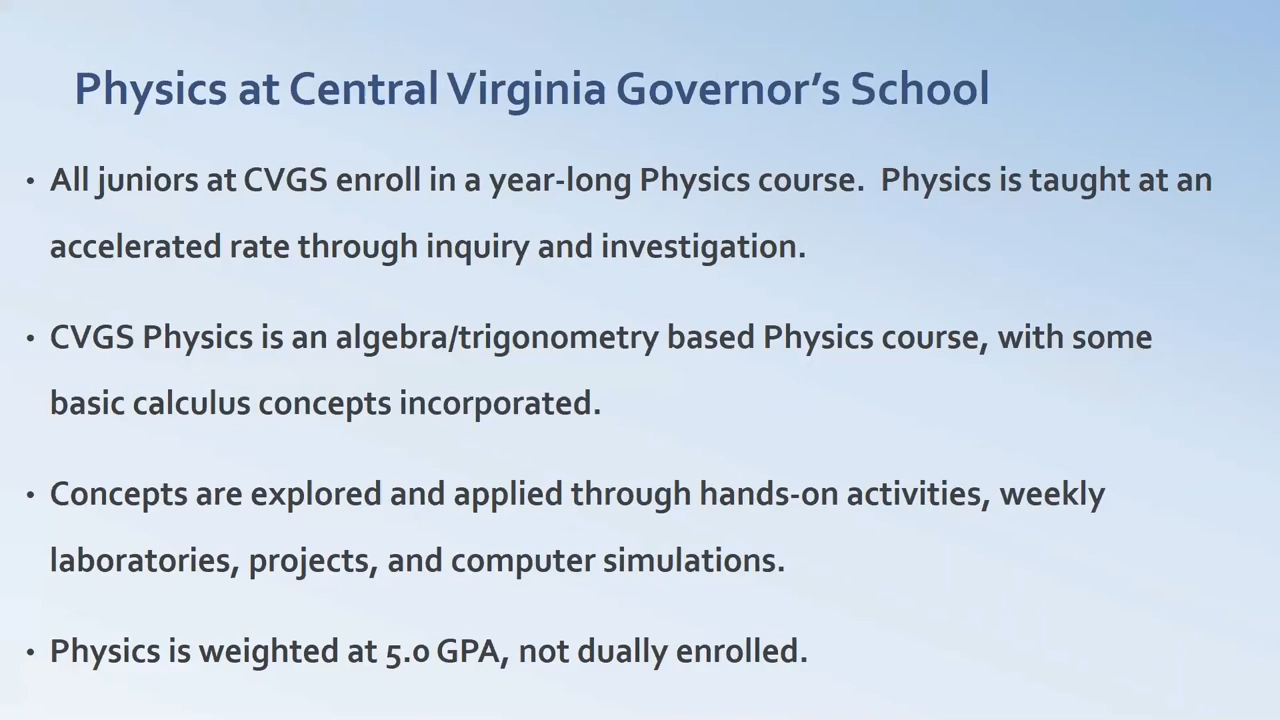 Physics at Central Virginia Governor’s School
• All juniors at CVGS enroll in a year-long Physics course.  Physics is taught at an
accelerated rate through inquiry and investigation.
• CVGS Physics is an algebra/trigonometry based Physics course, with some
basic calculus concepts incorporated.
• Concepts are explored and applied through hands-on activities, weekly
laboratories, projects, and computer simulations.
• Physics is weighted at 5.0 GPA, not dually enrolled.